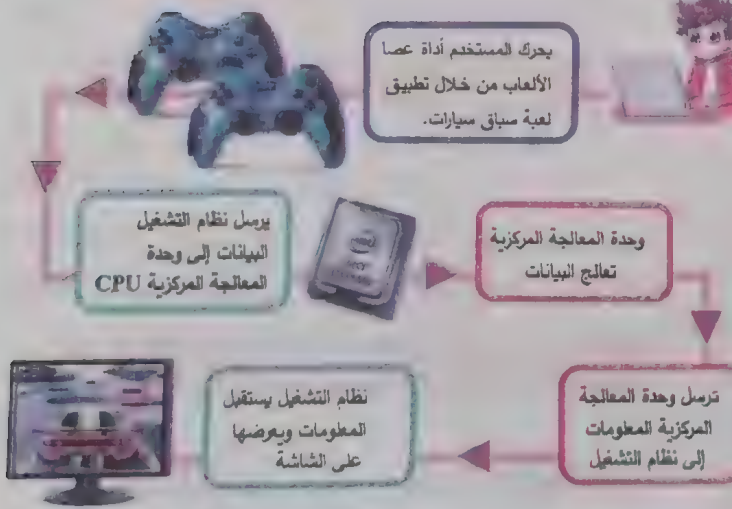 يحرك المستخدم أداة عصا
الألعاب من خلال تطبيق
لعبة سباق سيارات.
يرسل نظام التشغيل
البيانات إلى وحدة
المعالجة المركزية CPU
وحدة المعالجة المركزية
تعالج البيانات
ترسل وحدة المعالجة
المركزية المعلومات
إلى نظام التشغيل
نظام التشغيل يستقبل
المعلومات ويعرضها
على الشاشة